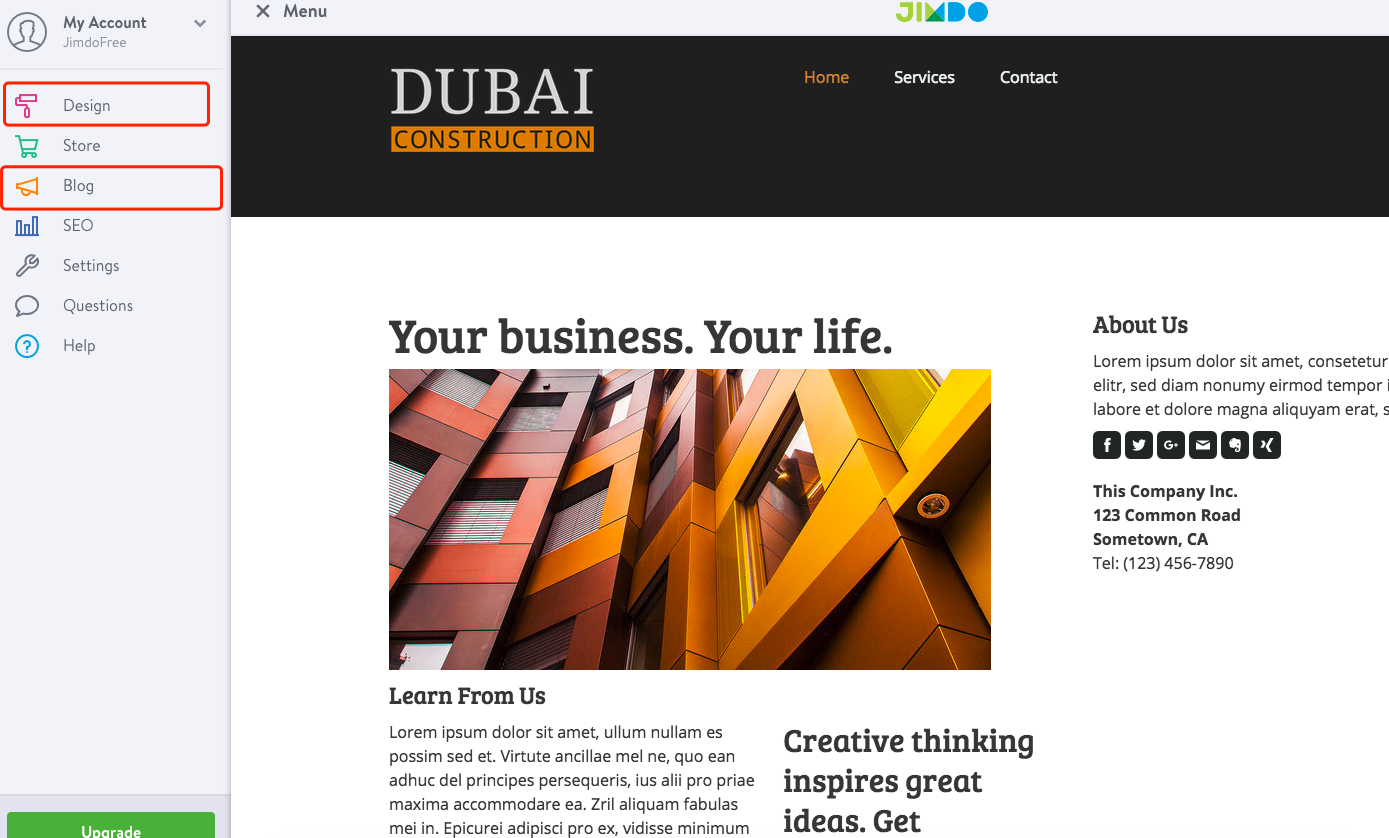 My Account
JimdoFree
Design
Store
Blog
SEO
Settings
Questions
? Help
Upgrade
Menu
JIMDO
DUBAI
CONSTRUCTION
Home Services Contact
Your business. Your life.
Learn From Us
Lorem ipsum dolor sit amet, ullum nullam es
possim sed et. Virtute ancillae mel ne, quo ean
adhuc del principes persequeris, ius alii pro priae
maxima accommodare ea. Zril aliquam fabulas
mei in. Epicurei adipisci pro ex, vidisse minimum
Creative thinking
inspires great
ideas. Get
About Us
Lorem ipsum dolor sit amet, consetetur
elitr, sed diam nonumy eirmod tempor i
labore et dolore magna aliquyam erat, s
This Company Inc.
123 Common Road
Sometown, CA
Tel: (123) 456-7890